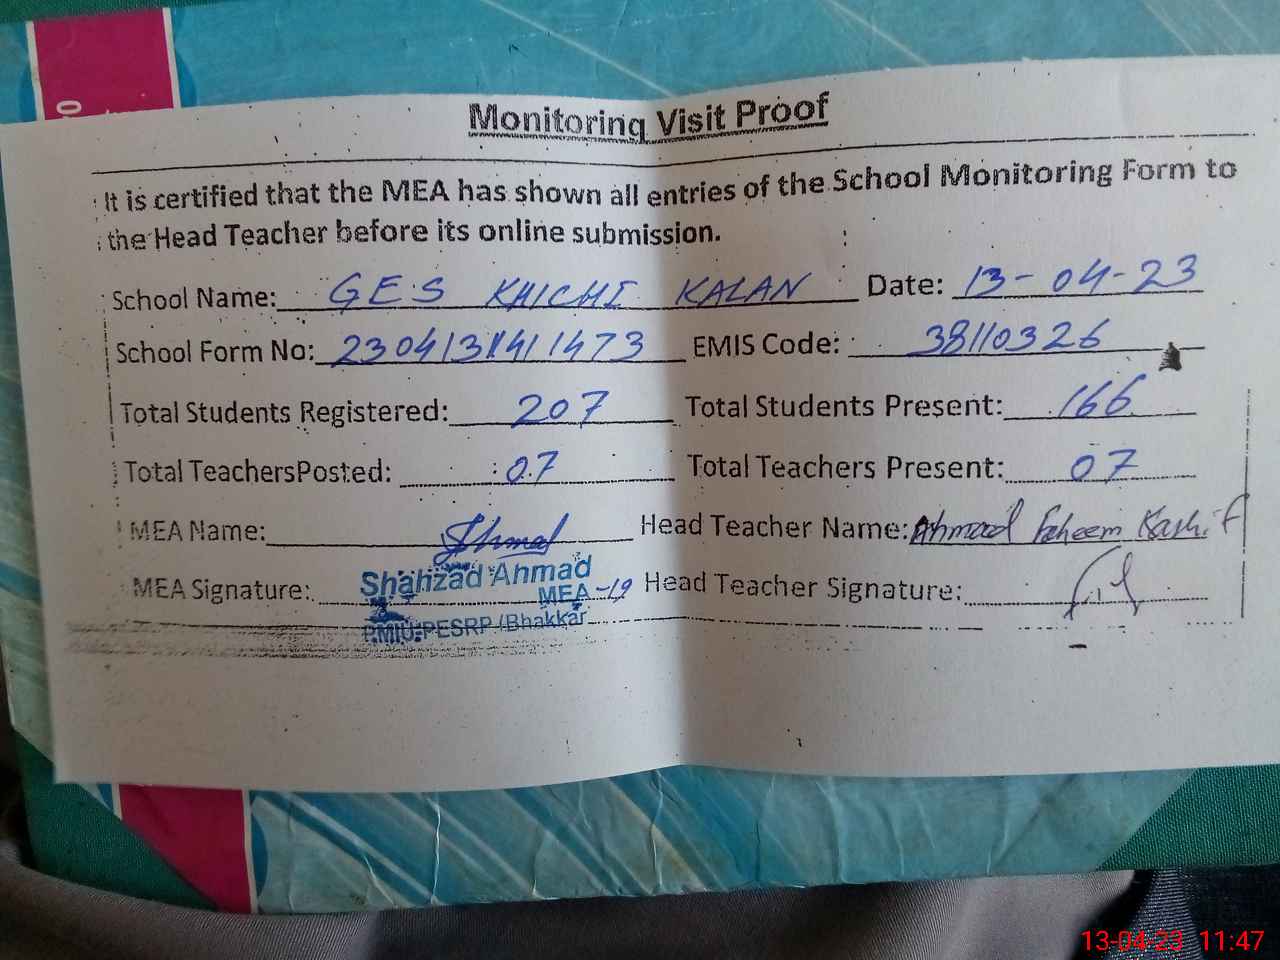 Monitoring Visit Proof
It is certified that the MEA has shown all entries of the School Monitoring Form to
the Head Teacher before its online submission.
School Name: GES KHICHI KALAN Date: 13-04-23
School Form No: EMIS Code: 38110326
Total Students Registered: 207 Total Students Present: 166
Total TeachersPosted: 07 Total Teachers Present: 07
MEA Name: Head Teacher Name: Ahmad Faheem Kashif
Shahzad Ahmad
MEA Signature: MEA-19 Head Teacher Signature:
PMIU-PESRP (Bhakkar
13-04-23 11:47